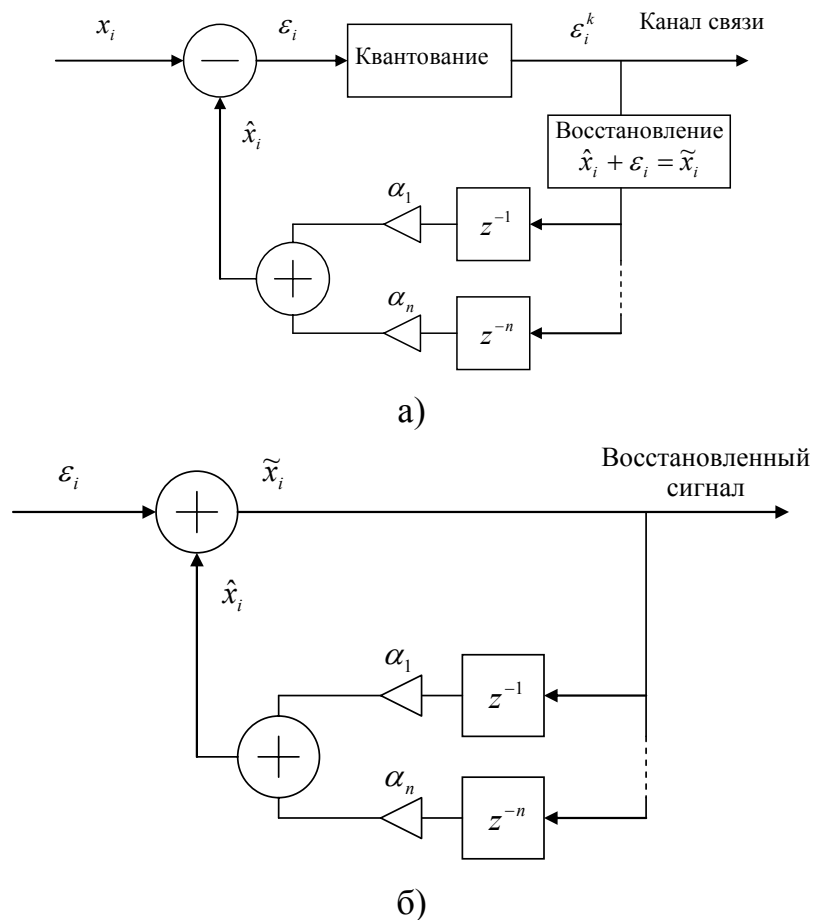 x_i
ε_i
Квантование
ε_i^k
Канал связи
x̂_i
Восстановление
x̂_i + ε_i = x̃_i
α_1
z^{-1}
α_n
z^{-n}
а)
ε_i
x̃_i
Восстановленный
сигнал
x̂_i
α_1
z^{-1}
α_n
z^{-n}
б)